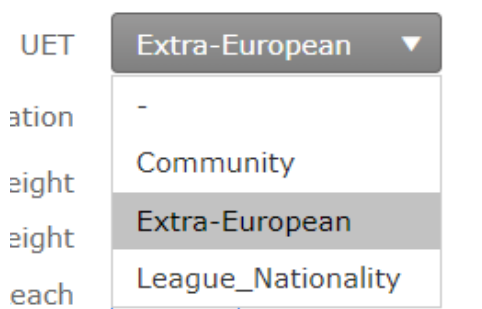 UET Extra-European ▼
ation -
Community
eight
Extra-European
eight
League_Nationality
each